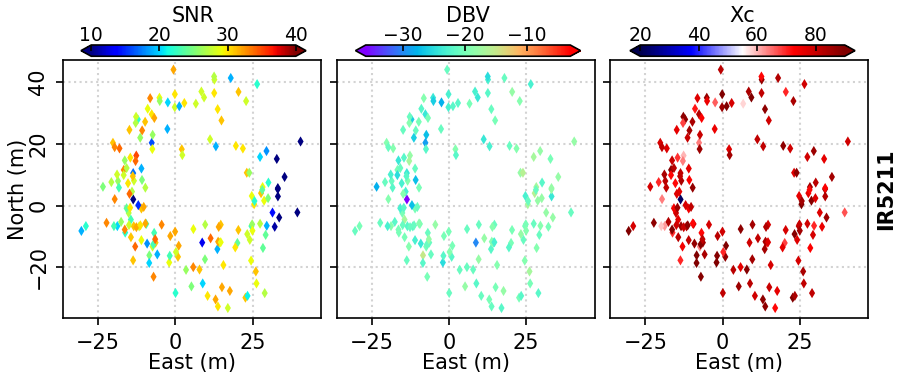 SNR DBV Xc
10 20 30 40 −30 −20 −10 20 40 60 80
40
20
0
−20
North (m)
IR5211
−25 0 25 −25 0 25 −25 0 25
East (m) East (m) East (m)